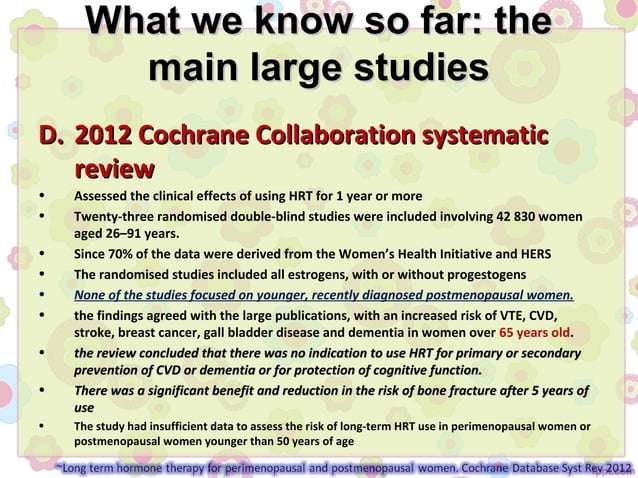 What we know so far: the
main large studies
D. 2012 Cochrane Collaboration systematic
review
• Assessed the clinical effects of using HRT for 1 year or more
• Twenty-three randomised double-blind studies were included involving 42 830 women
aged 26–91 years.
• Since 70% of the data were derived from the Women's Health Initiative and HERS
• The randomised studies included all estrogens, with or without progestogens
• None of the studies focused on younger, recently diagnosed postmenopausal women.
• the findings agreed with the large publications, with an increased risk of VTE, CVD,
stroke, breast cancer, gall bladder disease and dementia in women over 65 years old.
• the review concluded that there was no indication to use HRT for primary or secondary
prevention of CVD or dementia or for protection of cognitive function.
• There was a significant benefit and reduction in the risk of bone fracture after 5 years of
use
• The study had insufficient data to assess the risk of long-term HRT use in perimenopausal women or
postmenopausal women younger than 50 years of age
~Long term hormone therapy for perimenopausal and postmenopausal women. Cochrane Database Syst Rev 2012